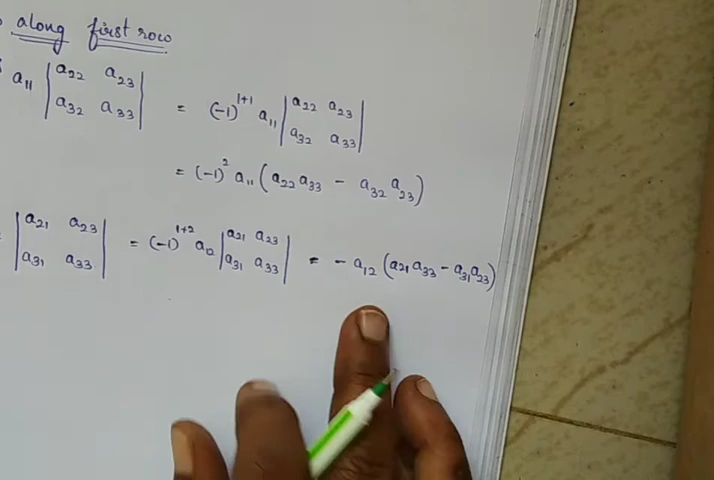 along first row
a₁₁ |a₂₂ a₂₃; a₃₂ a₃₃| = (-1)¹⁺¹ a₁₁ |a₂₂ a₂₃; a₃₂ a₃₃|
= (-1)² a₁₁ (a₂₂ a₃₃ - a₃₂ a₂₃)
|a₂₁ a₂₃; a₃₁ a₃₃| = (-1)¹⁺² a₁₂ |a₂₁ a₂₃; a₃₁ a₃₃| = - a₁₂ (a₂₁ a₃₃ - a₃₁ a₂₃)